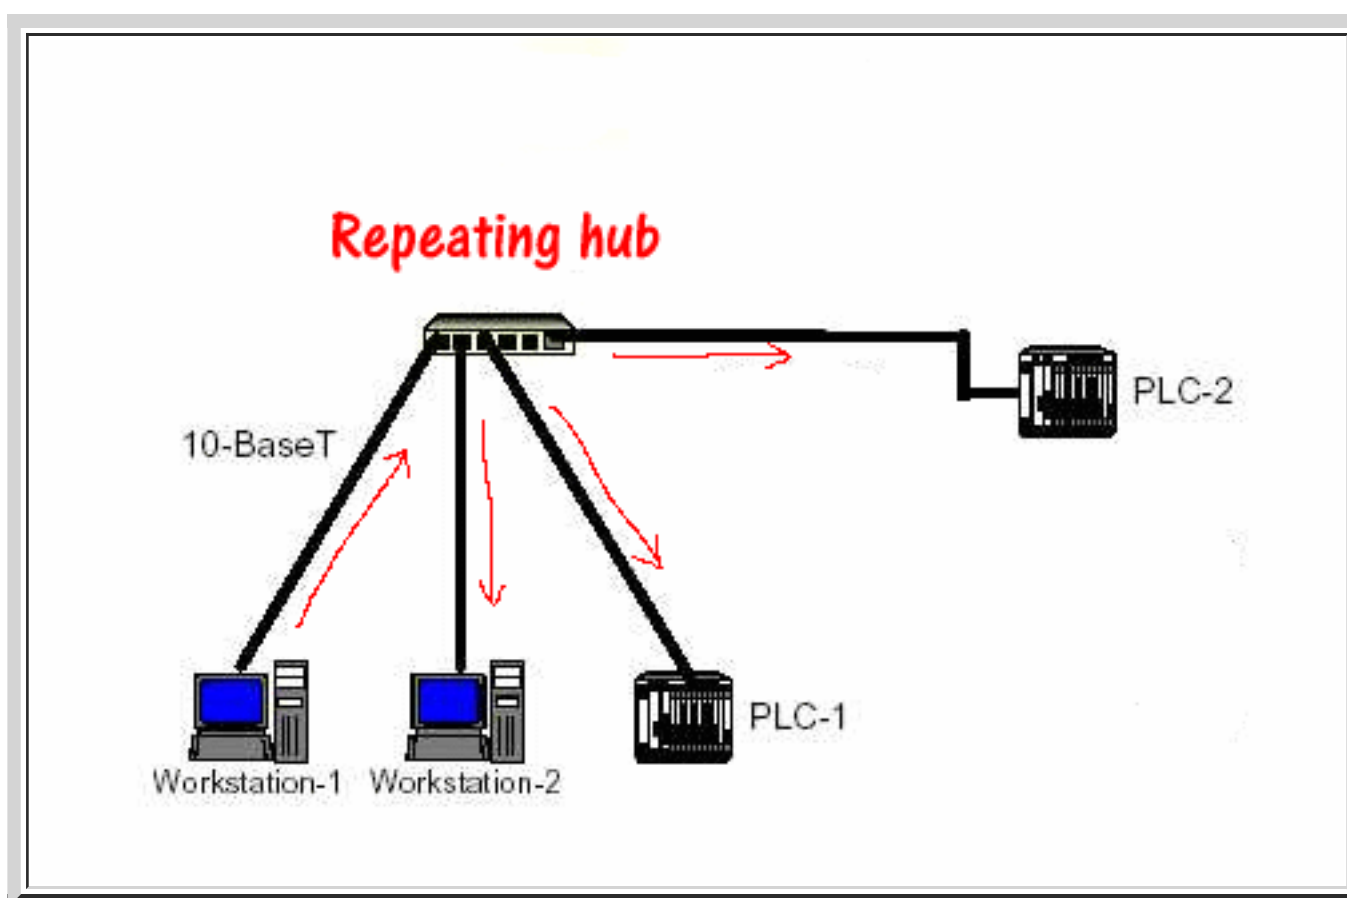 Repeating hub
PLC-2
10-BaseT
PLC-1
Workstation-1
Workstation-2